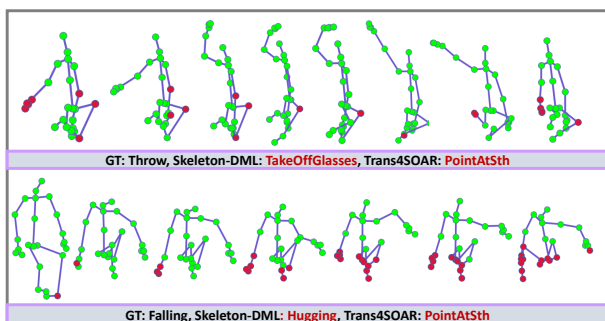 GT: Throw, Skeleton-DML: TakeOffGlasses, Trans4SOAR: PointAtSth
GT: Falling, Skeleton-DML: Hugging, Trans4SOAR: PointAtSth